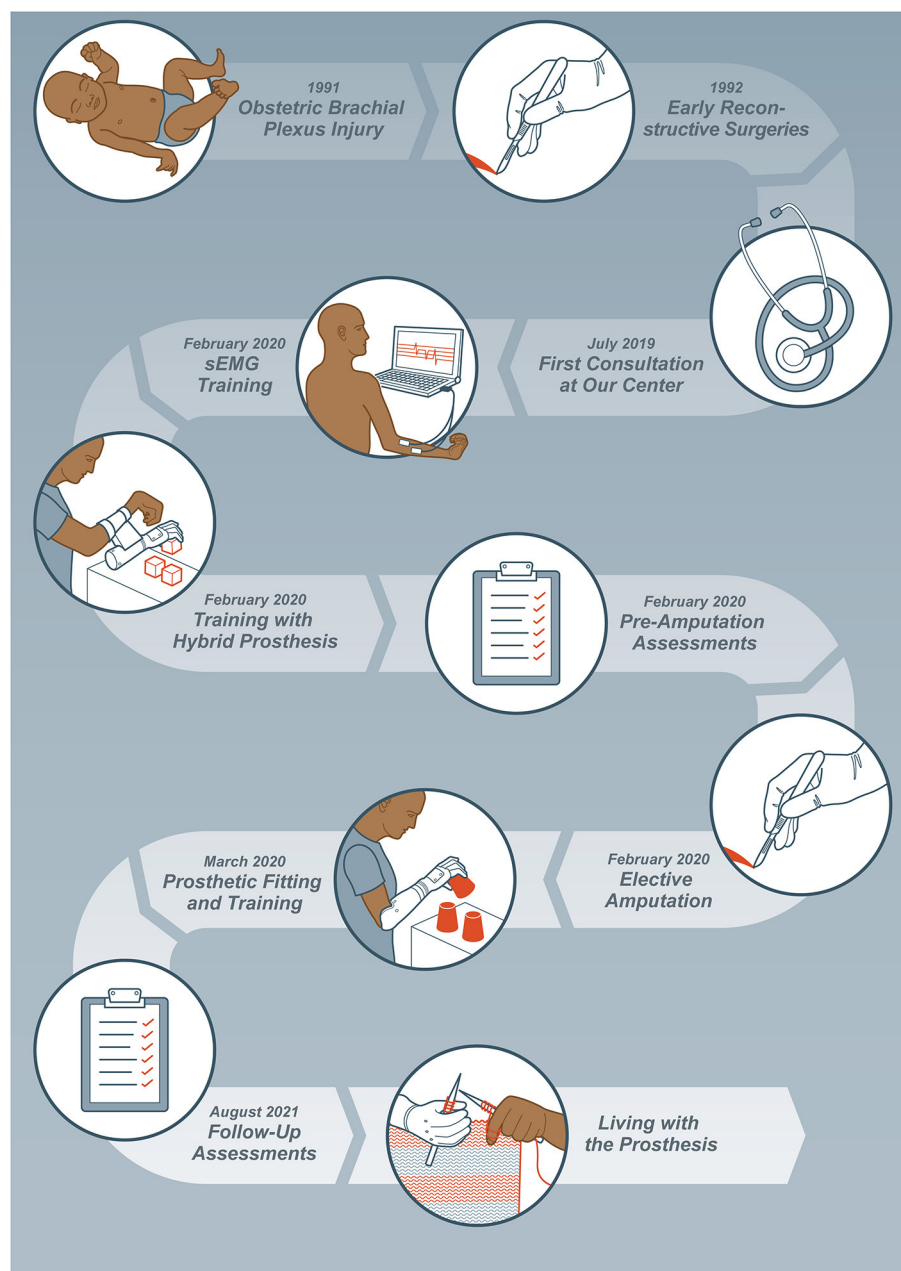 1991
Obstetric Brachial
Plexus Injury
1992
Early Recon-
structive Surgeries
July 2019
First Consultation
at Our Center
February 2020
sEMG
Training
February 2020
Training with
Hybrid Prosthesis
February 2020
Pre-Amputation
Assessments
February 2020
Elective
Amputation
March 2020
Prosthetic Fitting
and Training
August 2021
Follow-Up
Assessments
Living with
the Prosthesis